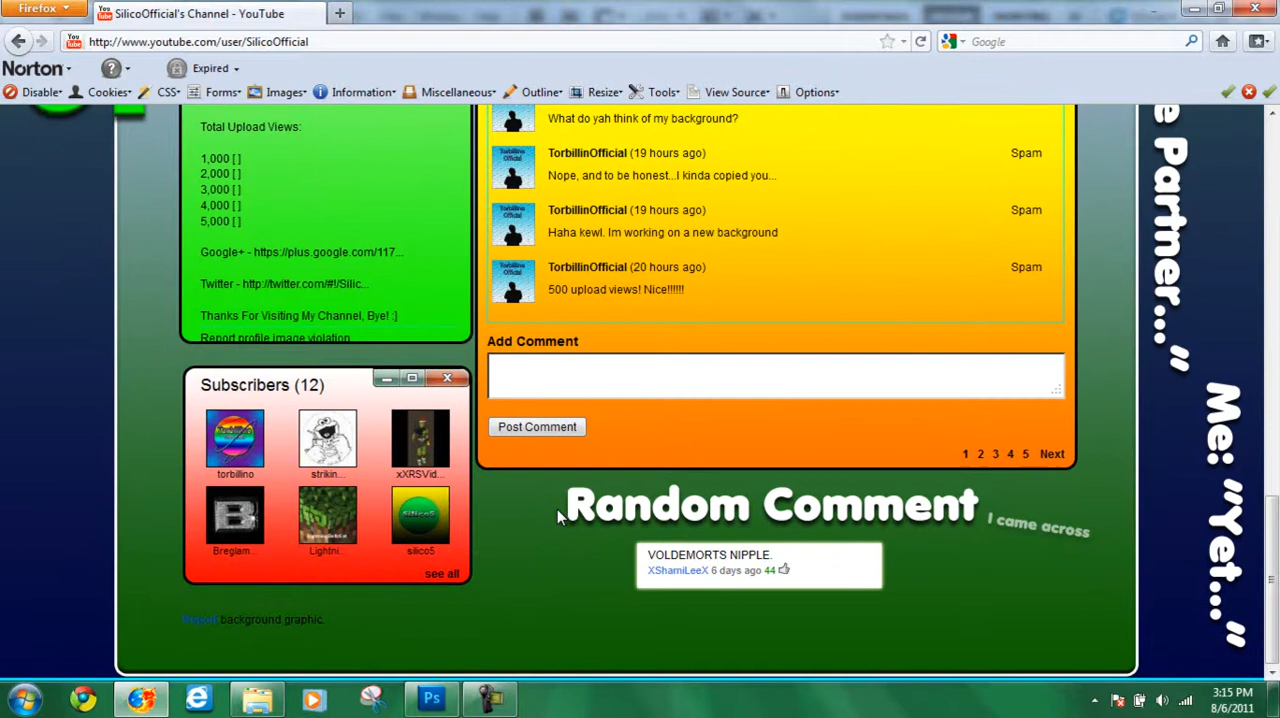 Firefox
SilicoOfficial's Channel - YouTube
http://www.youtube.com/user/SilicoOfficial
Google
Norton
Expired
Disable
Cookies
CSS
Forms
Images
Information
Miscellaneous
Outline
Resize
Tools
View Source
Options
Total Upload Views:
1,000 [ ]
2,000 [ ]
3,000 [ ]
4,000 [ ]
5,000 [ ]
Google+ - https://plus.google.com/117...
Twitter - http://twitter.com/#!/Silic...
Thanks For Visiting My Channel, Bye! :]
Report profile image violation
Subscribers (12)
torbillino
strikin...
xXRSVid...
Breglam...
Lightni...
silico5
see all
Report background graphic.
What do yah think of my background?
TorbillinOfficial (19 hours ago)
Spam
Nope, and to be honest...I kinda copied you...
TorbillinOfficial (19 hours ago)
Spam
Haha kewl. Im working on a new background
TorbillinOfficial (20 hours ago)
Spam
500 upload views! Nice!!!!!!
Add Comment
Post Comment
1 2 3 4 5 Next
Random Comment
I came across
VOLDEMORTS NIPPLE.
XShamiLeeX 6 days ago 44
e Partner..."
Me: "Yet..."
3:15 PM
8/6/2011